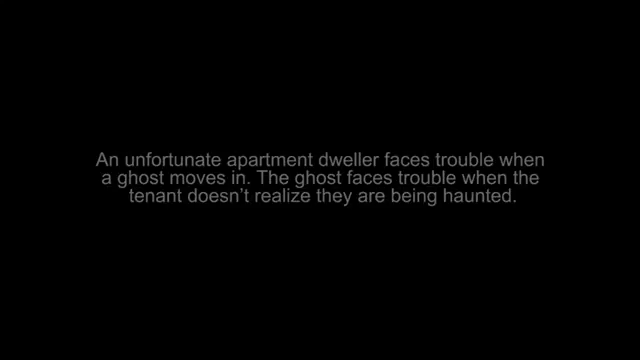 An unfortunate apartment dweller faces trouble when
a ghost moves in. The ghost faces trouble when the
tenant doesn’t realize they are being haunted.